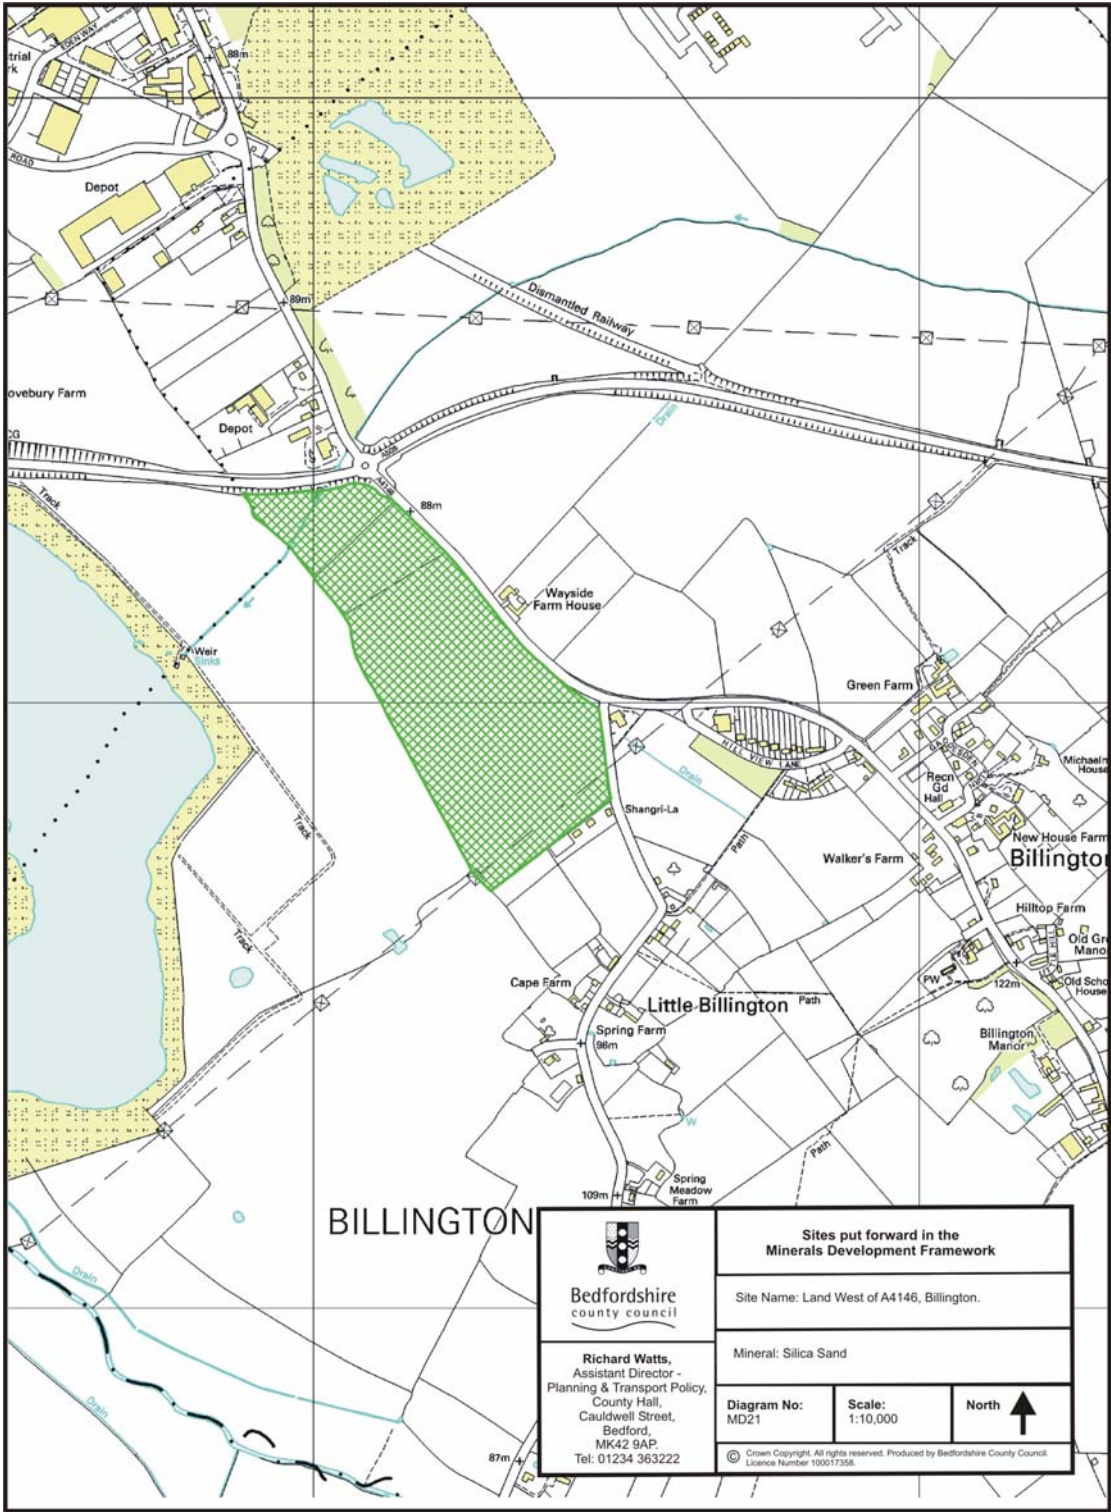 EDEN WAY
88m
ROAD
Depot
89m
Dismantled Railway
Depot
Drain
Track
A4146
88m
Track
Wayside
Farm House
Weir
Sinks
Green Farm
HILL VIEW LANE
Drain
Recn
Gd
Hall
Shangri-La
Track
Path
Walker's Farm
New House Farm
Hilltop Farm
Track
PW
122m
Cape Farm
Little Billington
Path
Spring Farm
96m
Billington
Manor
W
Path
Spring
Meadow
Farm
109m
BILLINGTON
Drain
Drain
87m
Bedfordshire
county council
Richard Watts,
Assistant Director -
Planning & Transport Policy,
County Hall,
Cauldwell Street,
Bedford,
MK42 9AP.
Tel: 01234 363222
Sites put forward in the
Minerals Development Framework
Site Name: Land West of A4146, Billington.
Mineral: Silica Sand
Diagram No:
MD21
Scale:
1:10,000
North
© Crown Copyright. All rights reserved. Produced by Bedfordshire County Council.
Licence Number 100017358.